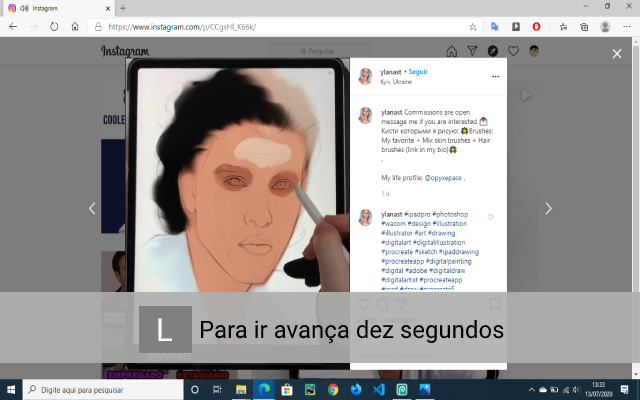 Instagram
https://www.instagram.com/p/CCgsHl_K66k/
Instagram
Pesquisar
ylanast • Seguir
Kyiv, Ukraine
ylanast Commissions are open
message me if you are interested 📩
Кисти которыми я рисую: Brushes:
My favorite + Mix skin brushes + Hair
brushes (link in my bio)
.
My life profile: @opyxepace .
1 d
ylanast #ipadpro #photoshop
#wacom #design #illustration
#illustrator #art #drawing
#digitalart #digitalillustration
#procreate #sketch #ipaddrawing
#procreateapp #digitalpainting
#digital #adobe #digitaldraw
#digitalartist #procreateapp
#ipad #draw #procreate5
L Para ir avança dez segundos
EMPREGADO
ESTAGIÁRIO
Digite aqui para pesquisar
13:33
13/07/2020